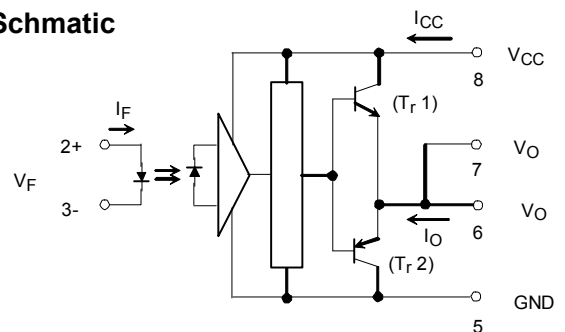 Schmatic
ICC
VCC
8
(Tr 1)
IF
2+
VF
3-
VO
7
VO
6
IO
(Tr 2)
GND
5